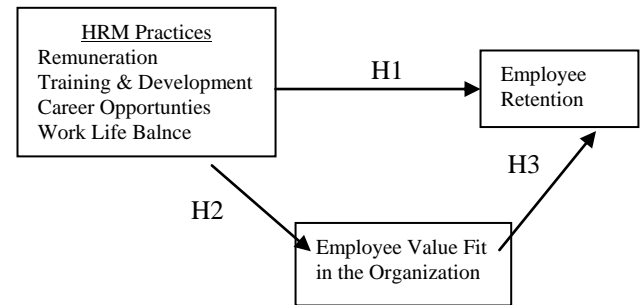 HRM Practices
Remuneration
Training & Development
Career Opportunties
Work Life Balnce
H1
Employee
Retention
H2
H3
Employee Value Fit
in the Organization